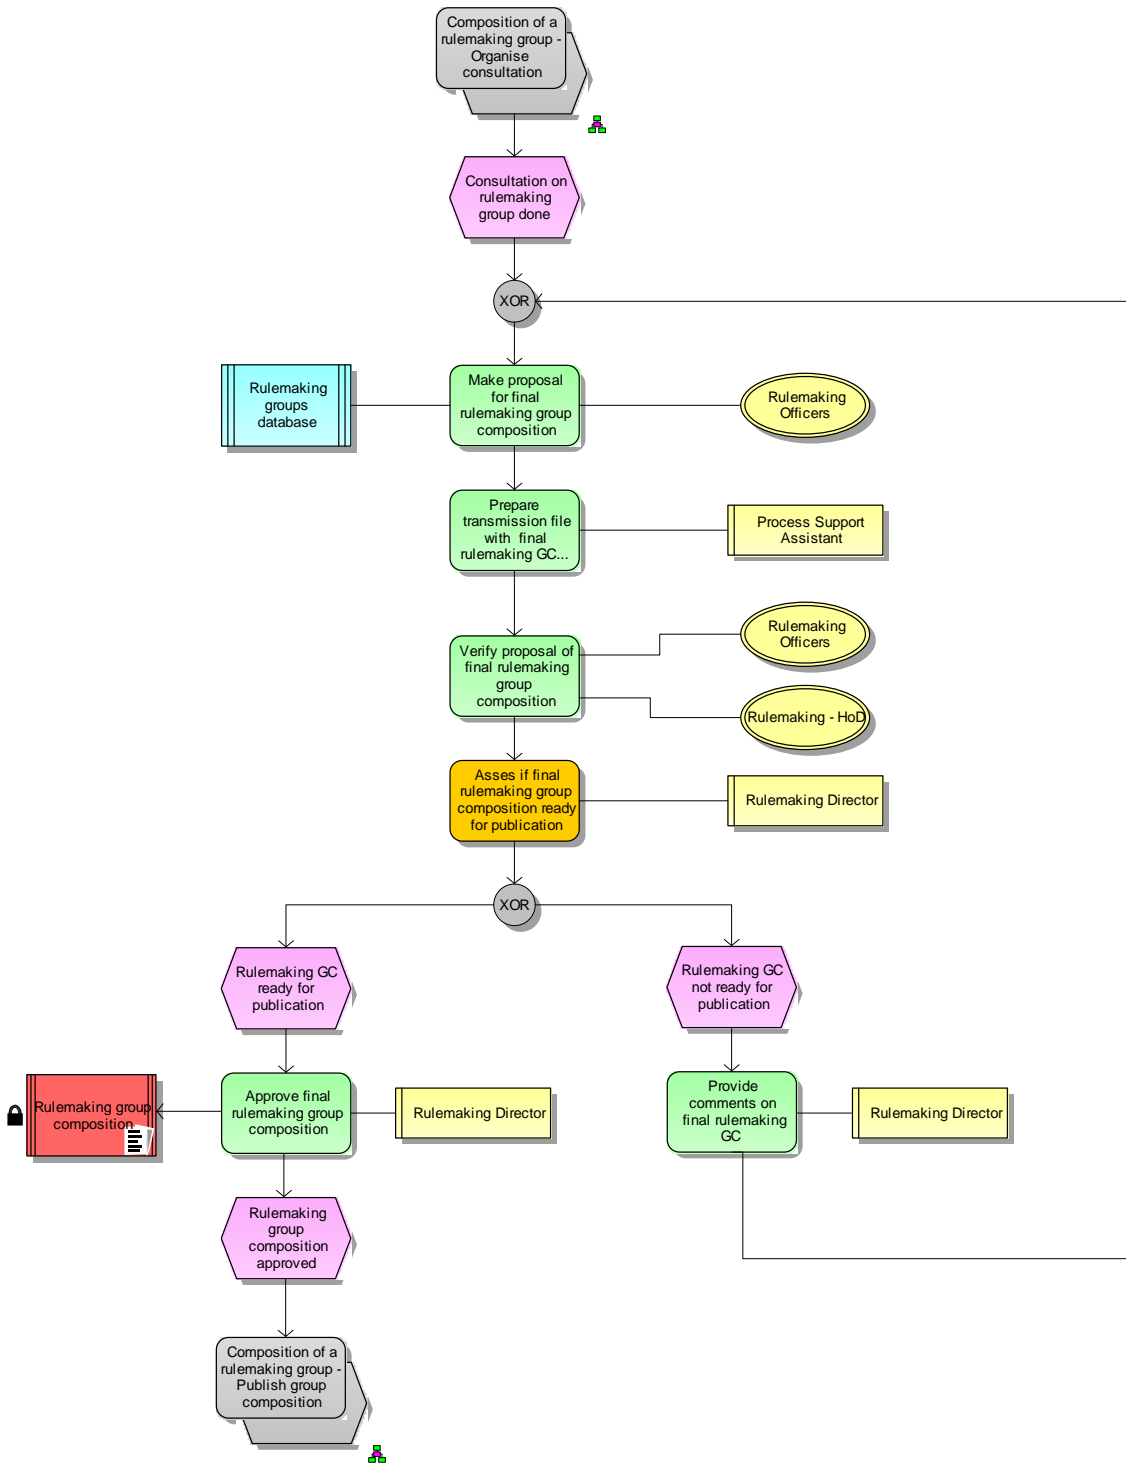 Composition of a
rulemaking group -
Organise
consultation
Consultation on
rulemaking
group done
XOR
Rulemaking
groups
database
Make proposal
for final
rulemaking group
composition
Rulemaking
Officers
Prepare
transmission file
with final
rulemaking GC...
Process Support
Assistant
Verify proposal of
final rulemaking
group
composition
Rulemaking
Officers
Rulemaking - HoD
Asses if final
rulemaking group
composition ready
for publication
Rulemaking Director
XOR
Rulemaking GC
ready for
publication
Rulemaking GC
not ready for
publication
Rulemaking group
composition
Approve final
rulemaking group
composition
Rulemaking Director
Provide
comments on
final rulemaking
GC
Rulemaking Director
Rulemaking
group
composition
approved
Composition of a
rulemaking group -
Publish group
composition